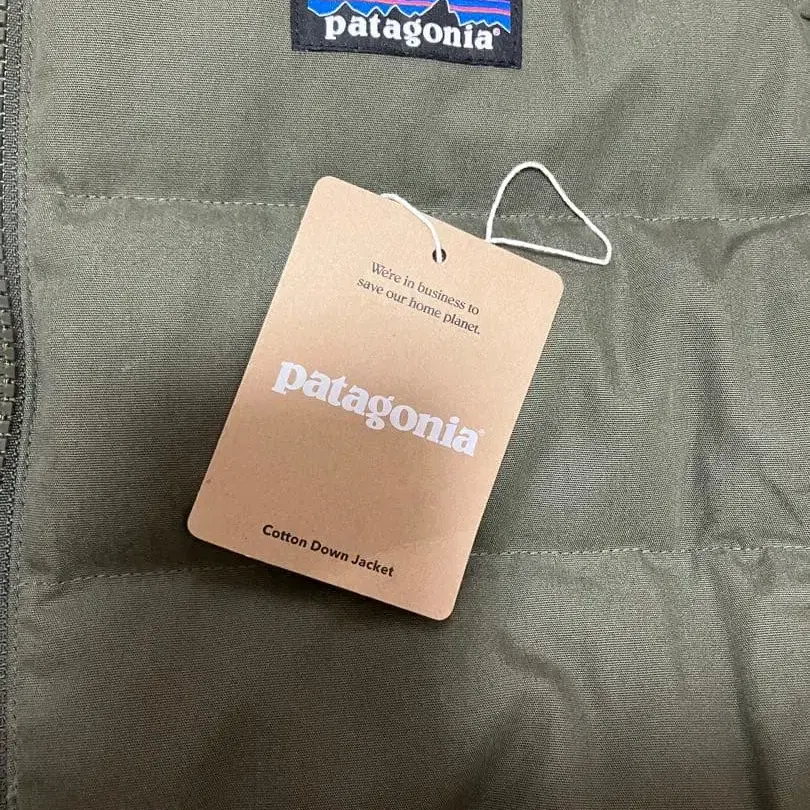 patagonia®
We're in business to
save our home planet.
patagonia®
Cotton Down Jacket